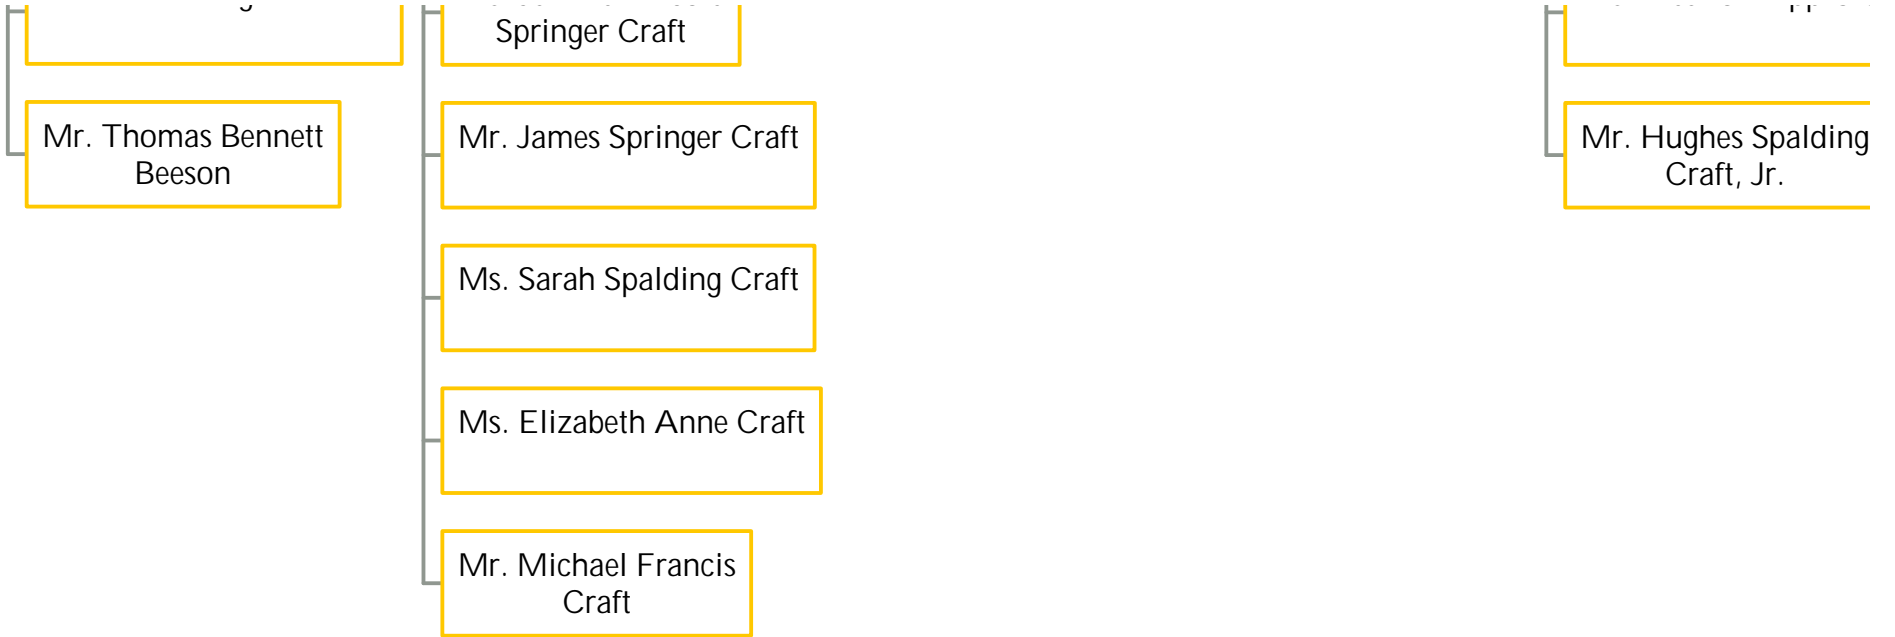 Springer Craft
Mr. Thomas Bennett
Beeson
Mr. James Springer Craft
Ms. Sarah Spalding Craft
Ms. Elizabeth Anne Craft
Mr. Michael Francis
Craft
Mr. Hughes Spalding
Craft, Jr.